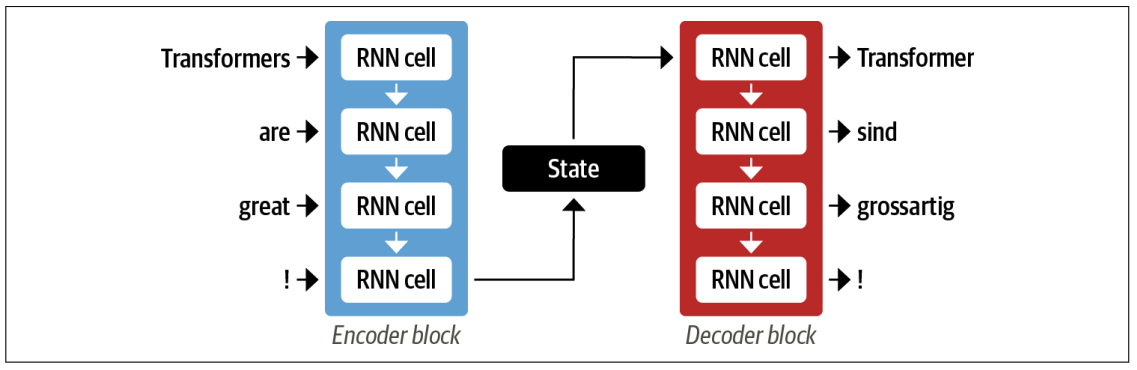 Transformers
are
great
!
RNN cell
RNN cell
RNN cell
RNN cell
Encoder block
State
RNN cell
RNN cell
RNN cell
RNN cell
Decoder block
Transformer
sind
grossartig
!